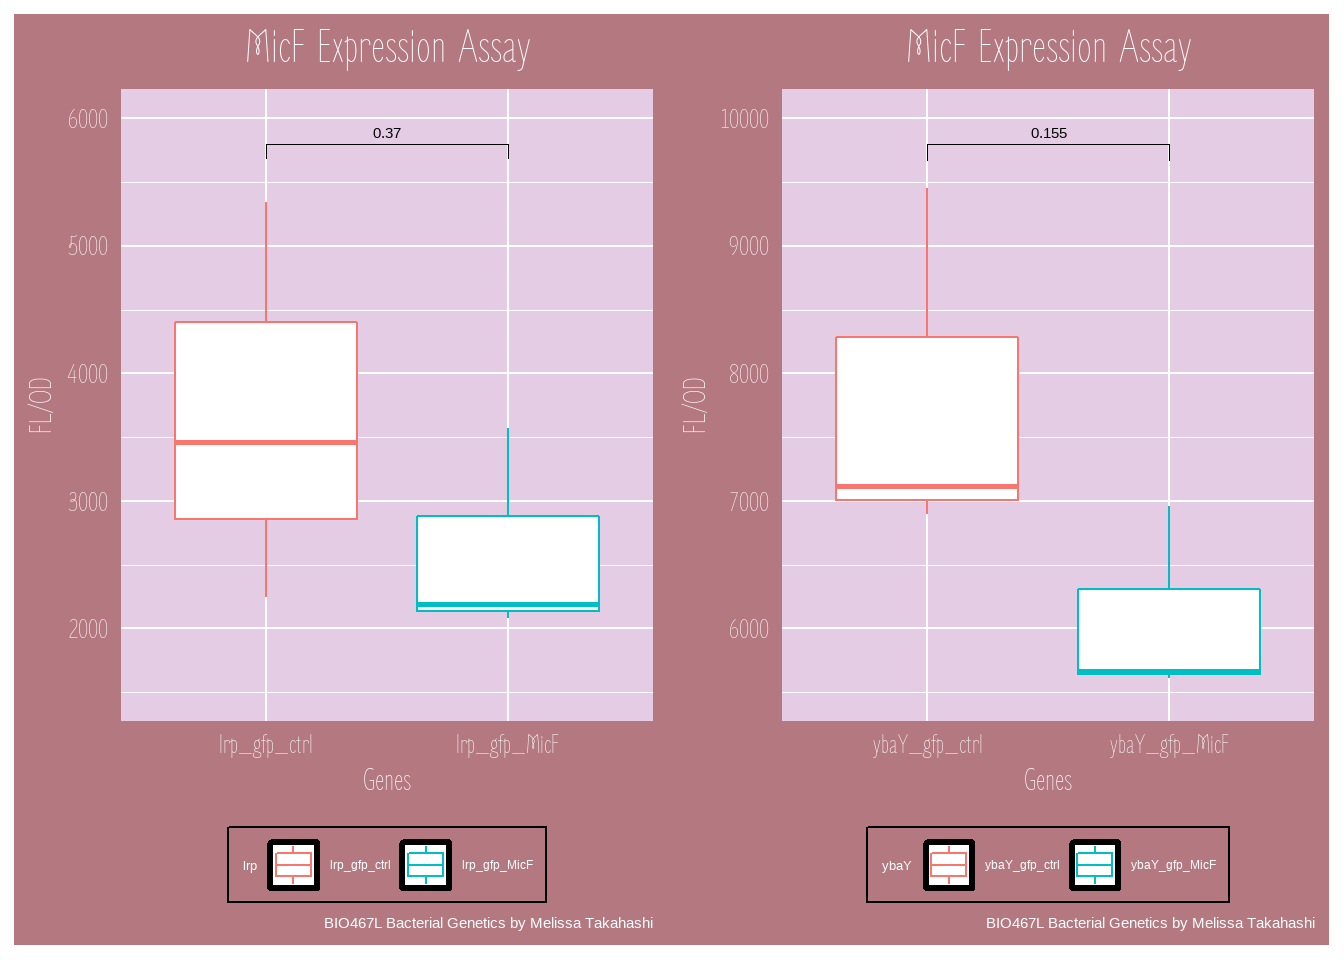 MicF Expression Assay
6000
5000
4000
3000
2000
0.37
FL/OD
lrp_gfp_ctrl
lrp_gfp_MicF
Genes
lrp
lrp_gfp_ctrl
lrp_gfp_MicF
BIO467L Bacterial Genetics by Melissa Takahashi
MicF Expression Assay
10000
9000
8000
7000
6000
0.155
FL/OD
ybaY_gfp_ctrl
ybaY_gfp_MicF
Genes
ybaY
ybaY_gfp_ctrl
ybaY_gfp_MicF
BIO467L Bacterial Genetics by Melissa Takahashi